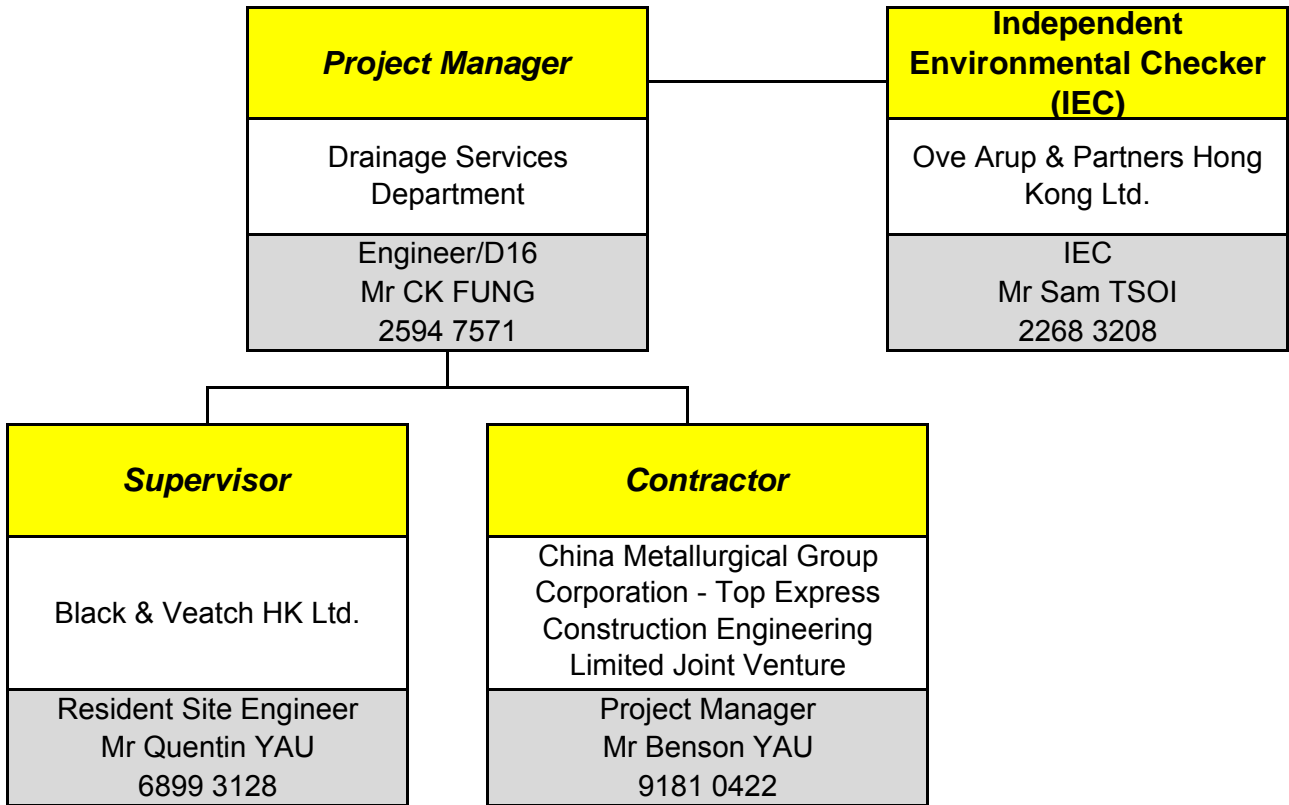 Project Manager
Drainage Services
Department
Engineer/D16
Mr CK FUNG
2594 7571
Independent
Environmental Checker
(IEC)
Ove Arup & Partners Hong
Kong Ltd.
IEC
Mr Sam TSOI
2268 3208
Supervisor
Black & Veatch HK Ltd.
Resident Site Engineer
Mr Quentin YAU
6899 3128
Contractor
China Metallurgical Group
Corporation - Top Express
Construction Engineering
Limited Joint Venture
Project Manager
Mr Benson YAU
9181 0422